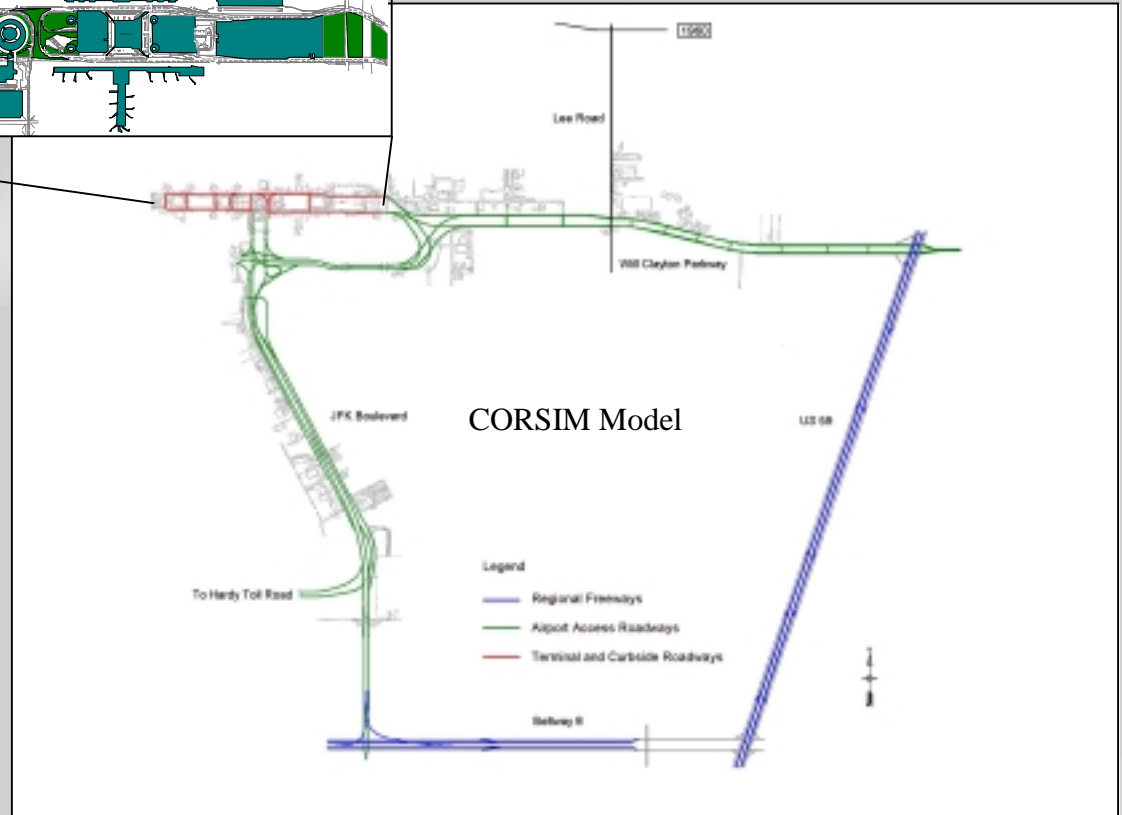 1960
Lee Road
Will Clayton Parkway
JFK Boulevard
CORSIM Model
US 59
Legend
To Hardy Toll Road
Regional Freeways
Airport Access Roadways
Terminal and Curbside Roadways
Beltway 8